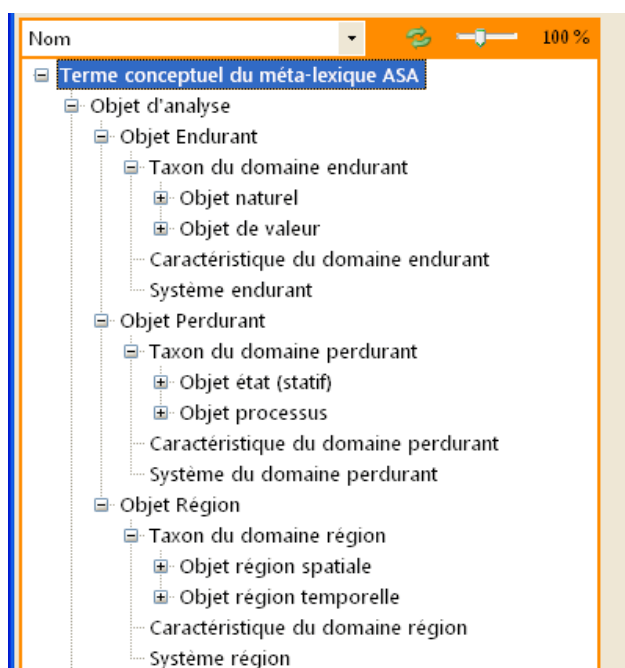 Nom 100 %
Terme conceptuel du méta-lexique ASA
Objet d'analyse
Objet Endurant
Taxon du domaine endurant
Objet naturel
Objet de valeur
Caractéristique du domaine endurant
Système endurant
Objet Perdurant
Taxon du domaine perdurant
Objet état (statif)
Objet processus
Caractéristique du domaine perdurant
Système du domaine perdurant
Objet Région
Taxon du domaine région
Objet région spatiale
Objet région temporelle
Caractéristique du domaine région
Système région